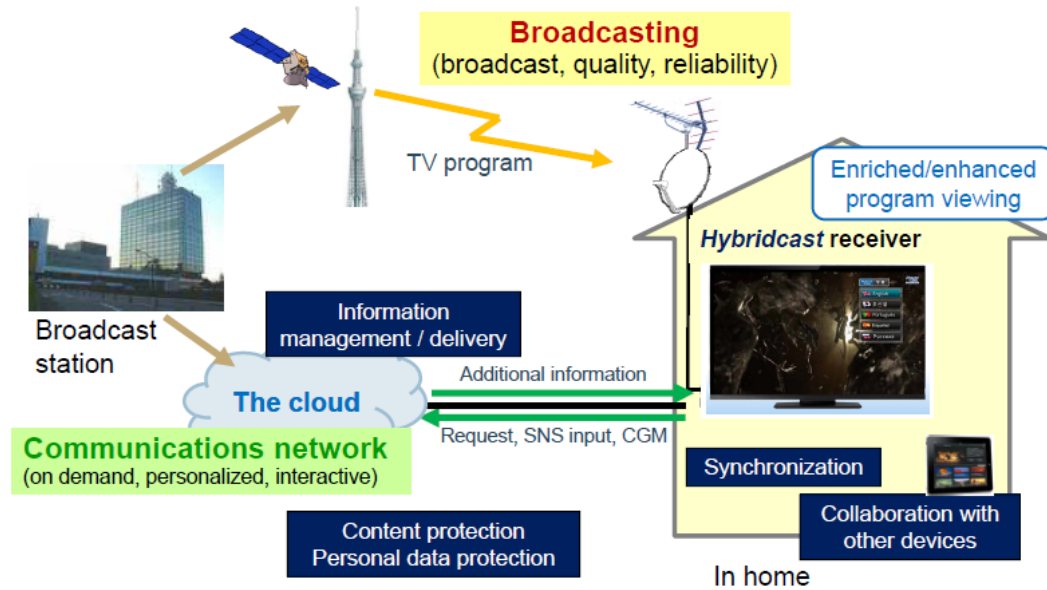 Broadcasting
(broadcast, quality, reliability)
TV program
Enriched/enhanced
program viewing
Hybridcast receiver
English
Español
Broadcast
station
Information
management / delivery
Additional information
The cloud
Request, SNS input, CGM
Communications network
(on demand, personalized, interactive)
Synchronization
Collaboration with
other devices
Content protection
Personal data protection
In home